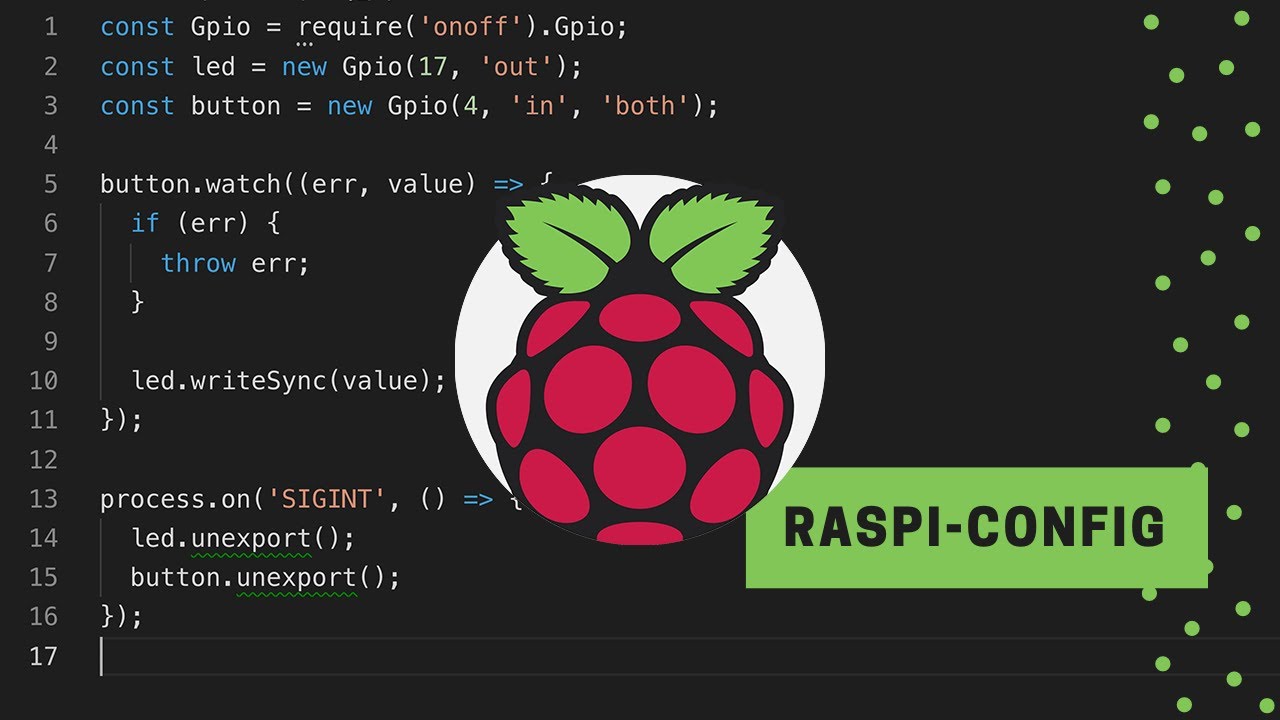 1 const Gpio = require('onoff').Gpio;
2 const led = new Gpio(17, 'out');
3 const button = new Gpio(4, 'in', 'both');
4
5 button.watch((err, value) => {
6 if (err) {
7 throw err;
8 }
9
10 led.writeSync(value);
11 });
12
13 process.on('SIGINT', () => {
14 led.unexport();
15 button.unexport();
16 });
17
RASPI-CONFIG